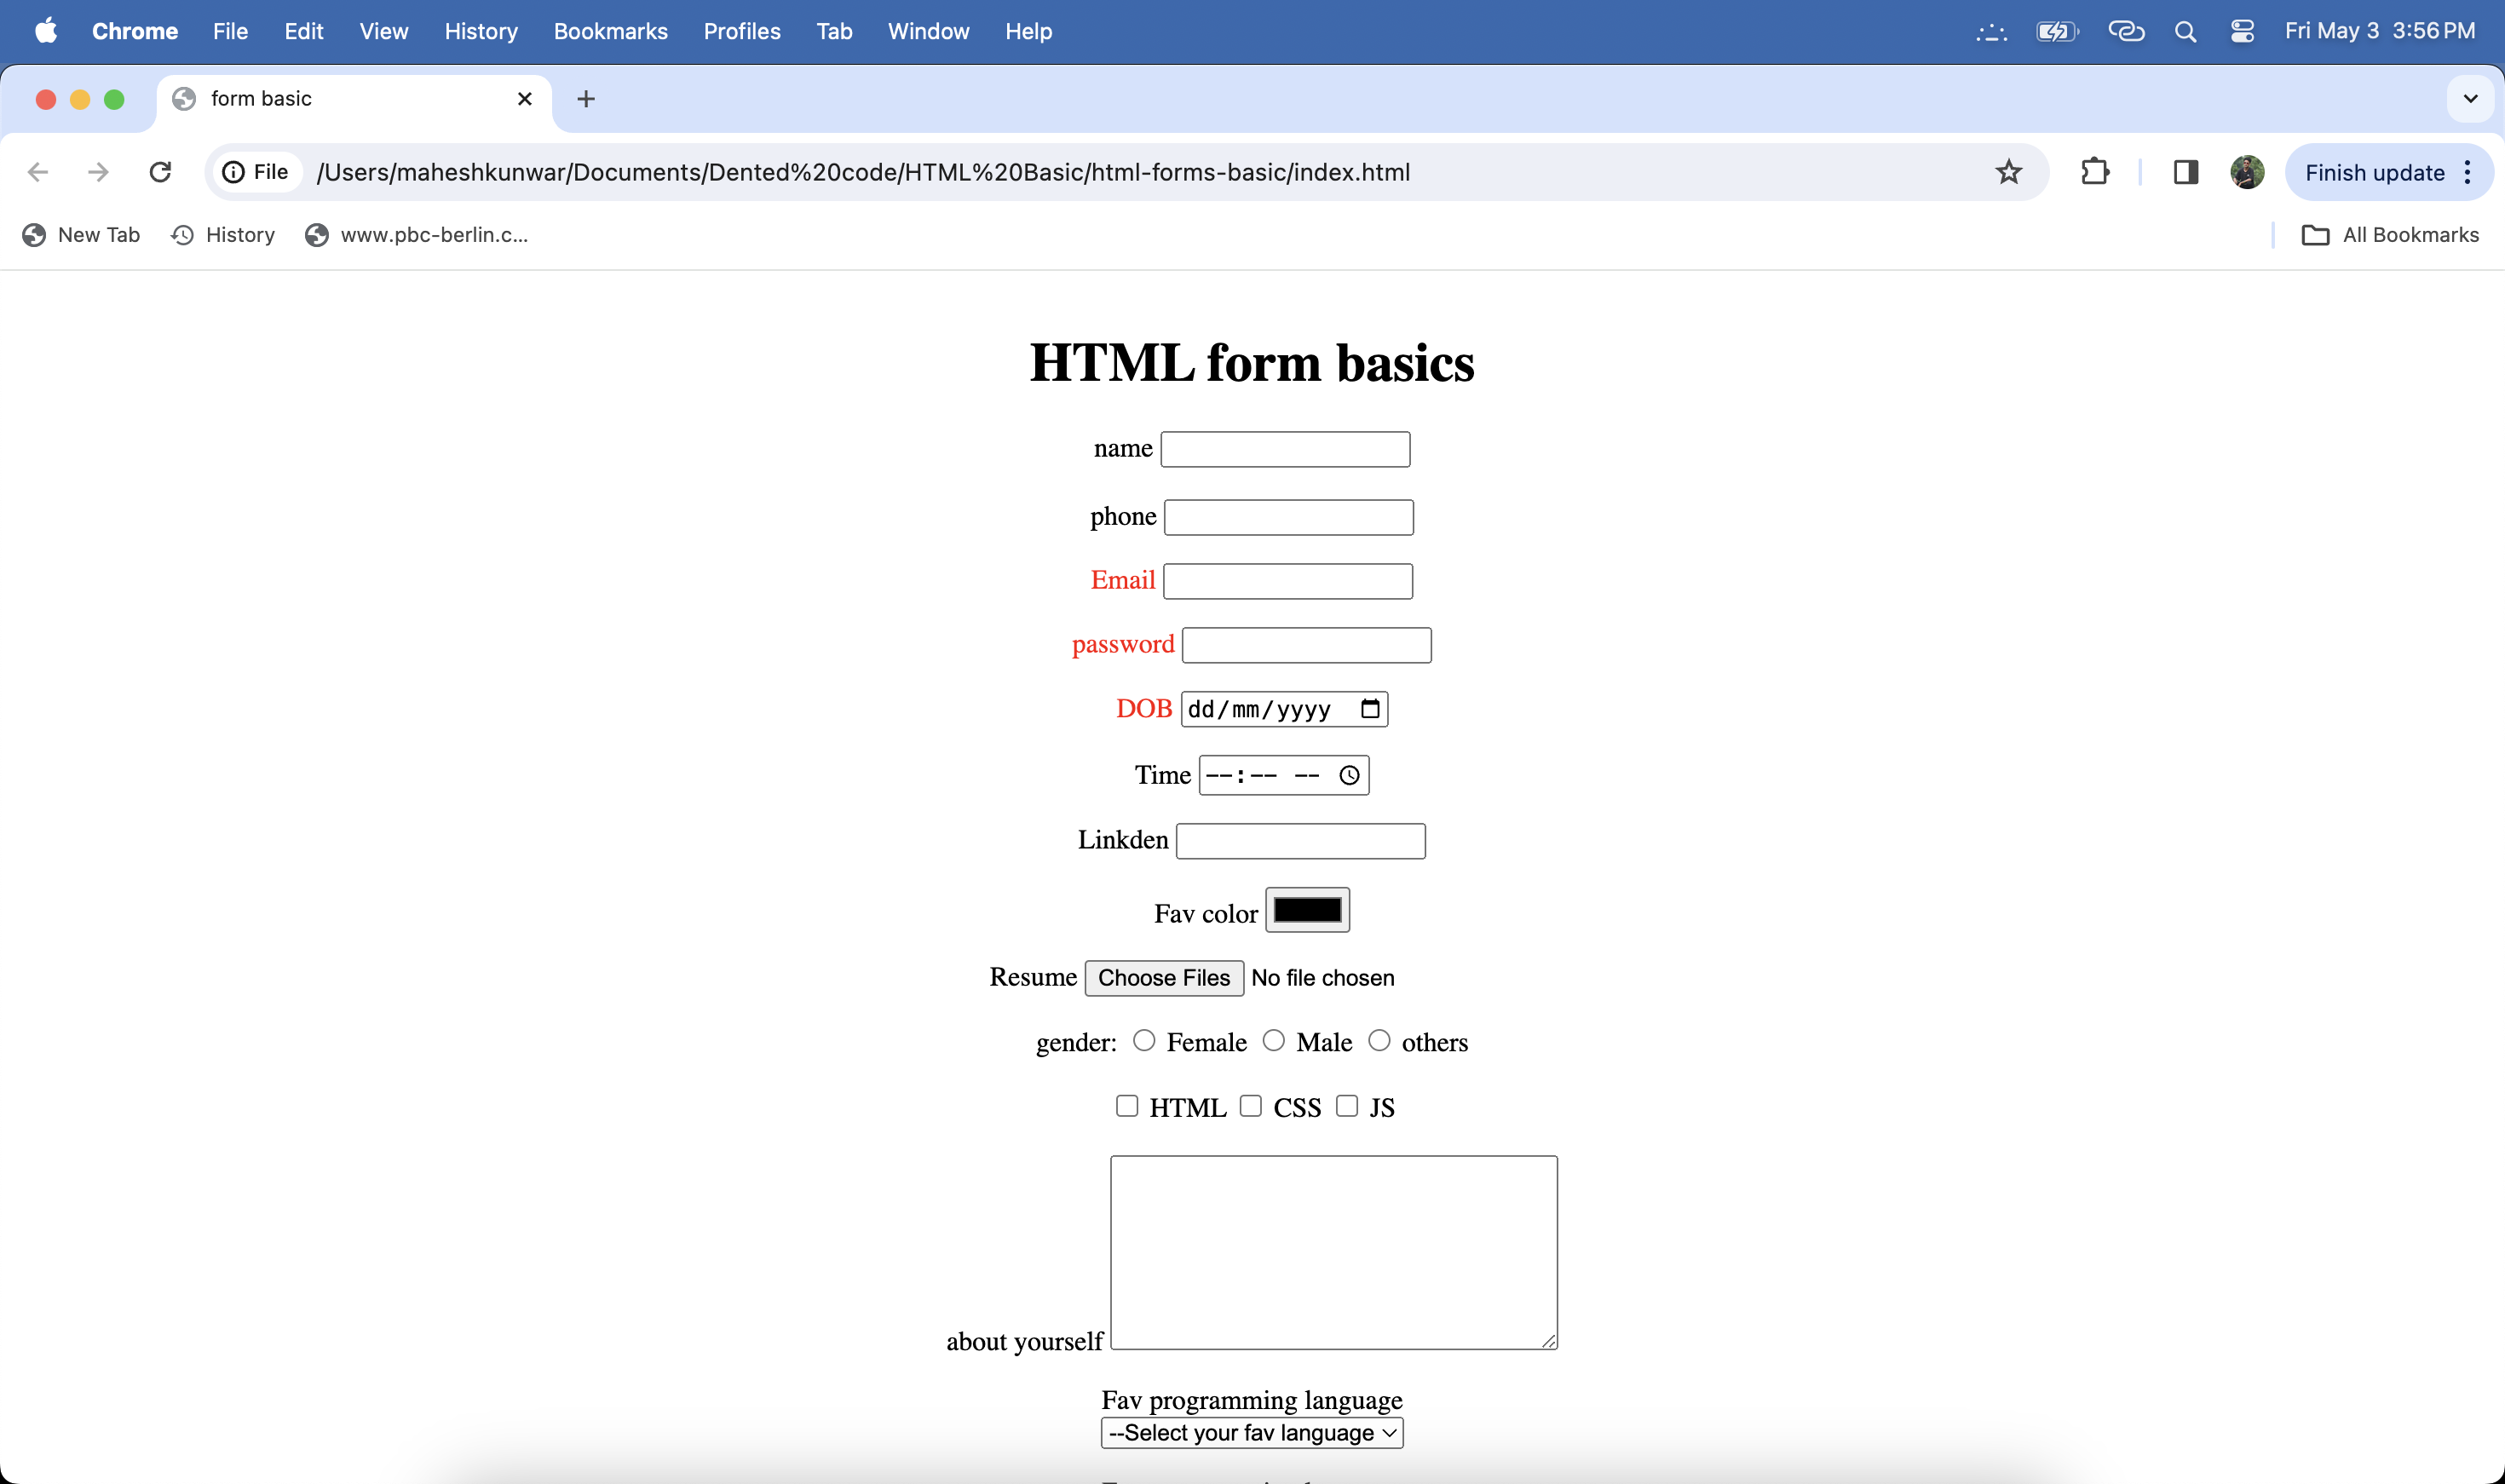 Chrome File Edit View History Bookmarks Profiles Tab Window Help Fri May 3 3:56 PM
form basic
File /Users/maheshkunwar/Documents/Dented%20code/HTML%20Basic/html-forms-basic/index.html Finish update
New Tab History www.pbc-berlin.c... All Bookmarks
HTML form basics
name
phone
Email
password
DOB dd/mm/yyyy
Time --:-- --
Linkden
Fav color
Resume Choose Files No file chosen
gender: Female Male others
HTML CSS JS
about yourself
Fav programming language
--Select your fav language